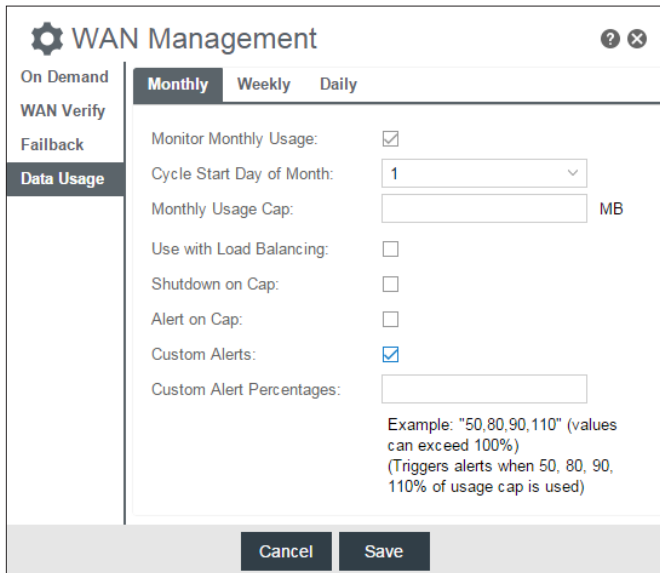 WAN Management
On Demand
WAN Verify
Failback
Data Usage
Monthly Weekly Daily
Monitor Monthly Usage:
Cycle Start Day of Month: 1
Monthly Usage Cap: MB
Use with Load Balancing:
Shutdown on Cap:
Alert on Cap:
Custom Alerts:
Custom Alert Percentages:
Example: "50,80,90,110" (values
can exceed 100%)
(Triggers alerts when 50, 80, 90,
110% of usage cap is used)
Cancel Save